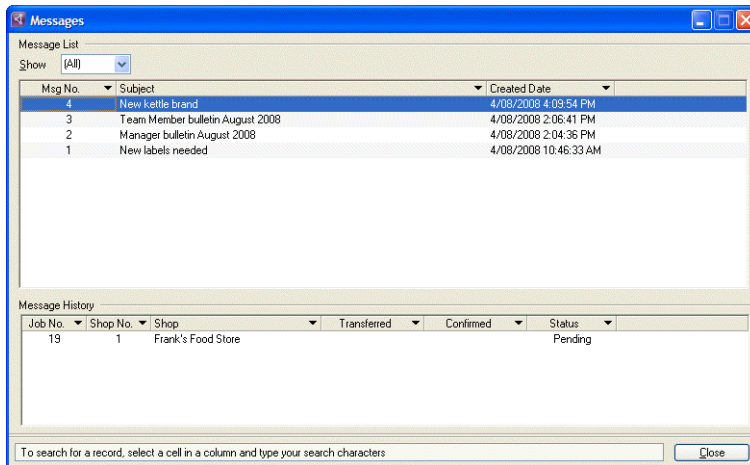 Messages
Message List
Show (All)
Msg No. Subject Created Date
4 New kettle brand 4/08/2008 4:09:54 PM
3 Team Member bulletin August 2008 4/08/2008 2:06:41 PM
2 Manager bulletin August 2008 4/08/2008 2:04:36 PM
1 New labels needed 4/08/2008 10:46:33 AM
Message History
Job No. Shop No. Shop Transferred Confirmed Status
19 1 Frank's Food Store Pending
To search for a record, select a cell in a column and type your search characters Close